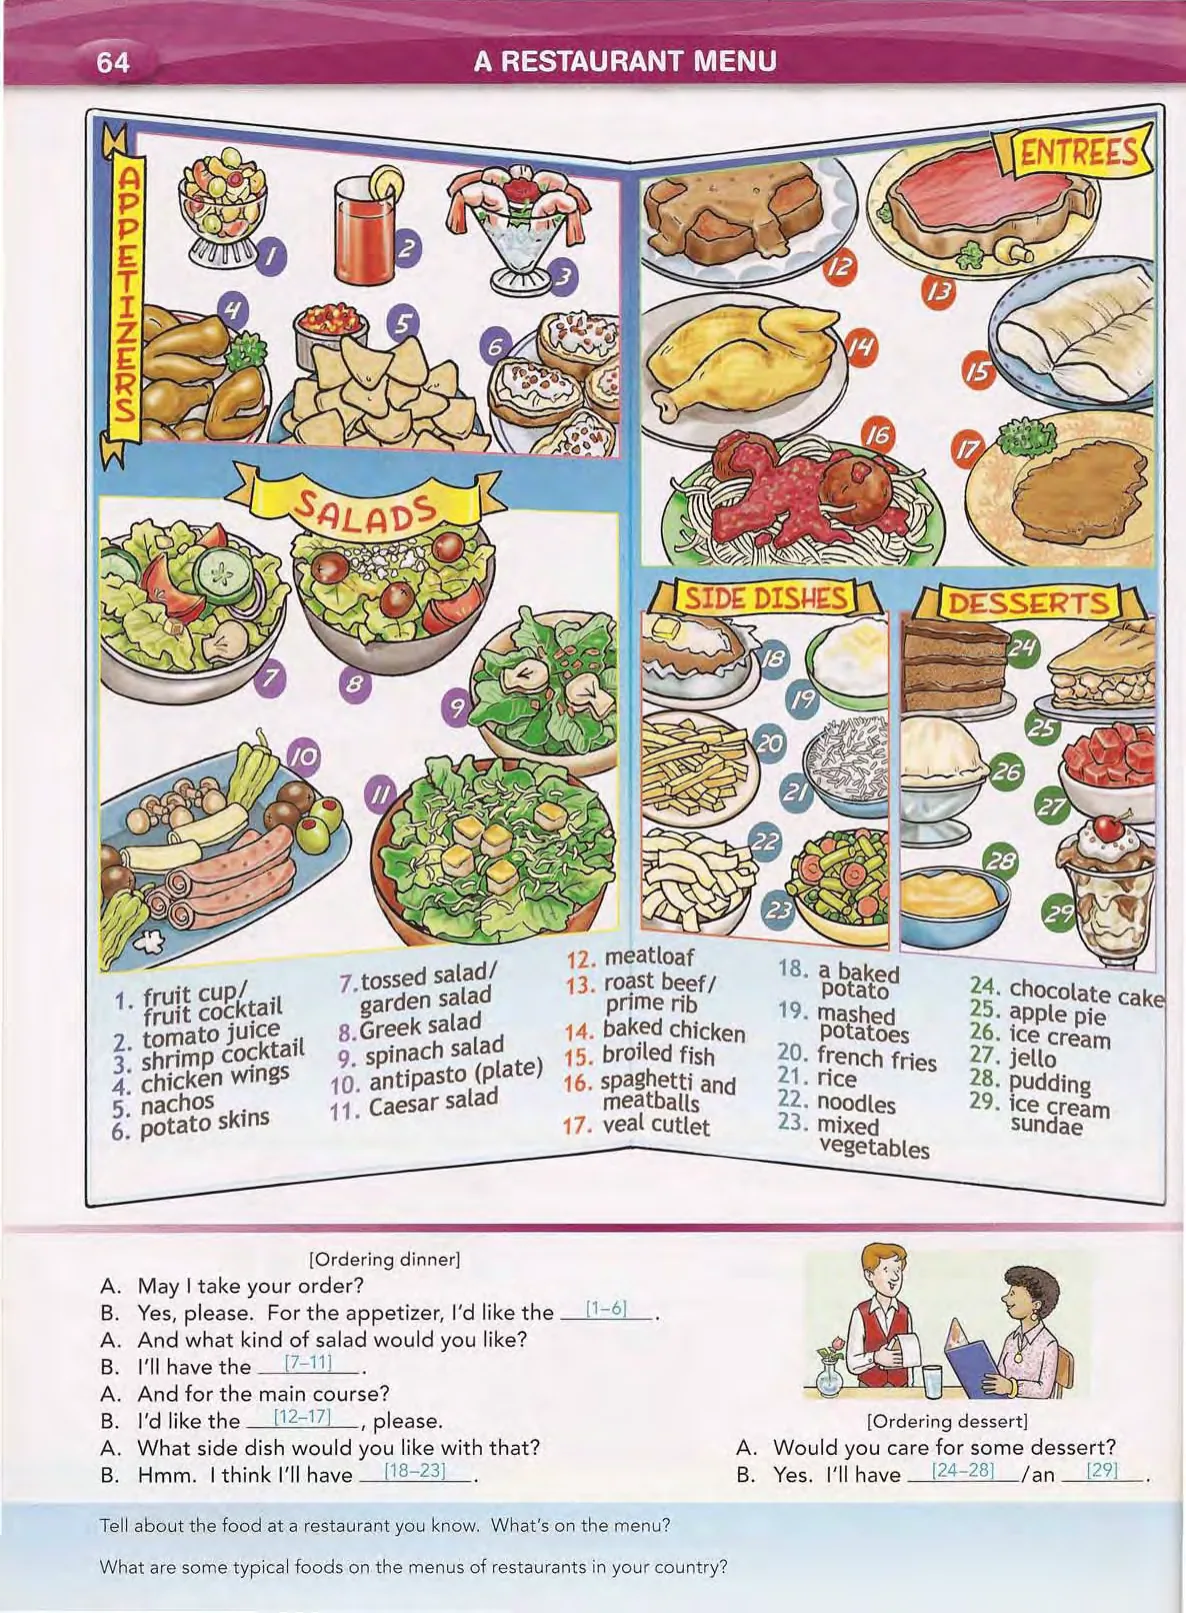 64
A RESTAURANT MENU
APPETIZERS
1
2
3
4
5
6
ENTREES
12
13
14
15
16
17
SALADS
7
8
9
10
11
SIDE DISHES
18
19
20
21
22
23
DESSERTS
24
25
26
27
28
29
1. fruit cup/
fruit cocktail
2. tomato juice
3. shrimp cocktail
4. chicken wings
5. nachos
6. potato skins
7. tossed salad/
garden salad
8. Greek salad
9. spinach salad
10. antipasto (plate)
11. Caesar salad
12. meatloaf
13. roast beef/
prime rib
14. baked chicken
15. broiled fish
16. spaghetti and
meatballs
17. veal cutlet
18. a baked
potato
19. mashed
potatoes
20. french fries
21. rice
22. noodles
23. mixed
vegetables
24. chocolate cake
25. apple pie
26. ice cream
27. jello
28. pudding
29. ice cream
sundae
[Ordering dinner]
A. May I take your order?
B. Yes, please. For the appetizer, I'd like the [1–6] .
A. And what kind of salad would you like?
B. I'll have the [7–11] .
A. And for the main course?
B. I'd like the [12–17] , please.
A. What side dish would you like with that?
B. Hmm. I think I'll have [18–23] .
[Ordering dessert]
A. Would you care for some dessert?
B. Yes. I'll have [24–28] /an [29] .
Tell about the food at a restaurant you know. What's on the menu?
What are some typical foods on the menus of restaurants in your country?